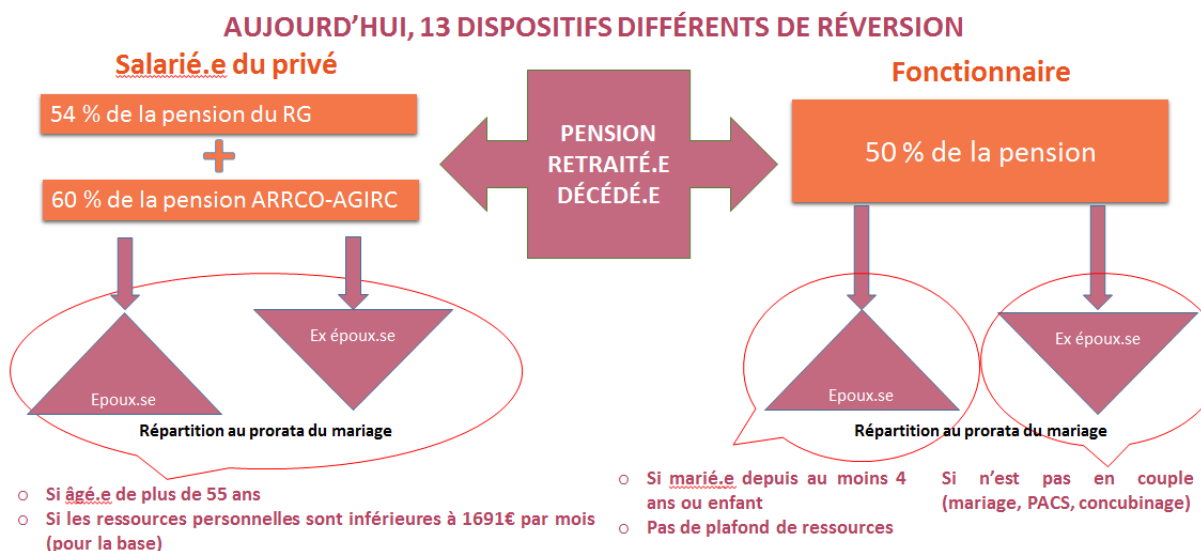 AUJOURD'HUI, 13 DISPOSITIFS DIFFÉRENTS DE RÉVERSION
Salarié.e du privé
54 % de la pension du RG
60 % de la pension ARRCO-AGIRC
PENSION
RETRAITÉ.E
DÉCÉDÉ.E
Fonctionnaire
50 % de la pension
Epoux.se
Ex époux.se
Répartition au prorata du mariage
Epoux.se
Ex époux.se
Répartition au prorata du mariage
o Si âgé.e de plus de 55 ans
o Si les ressources personnelles sont inférieures à 1691€ par mois
(pour la base)
o Si marié.e depuis au moins 4
ans ou enfant
o Pas de plafond de ressources
Si n'est pas en couple
(mariage, PACS, concubinage)